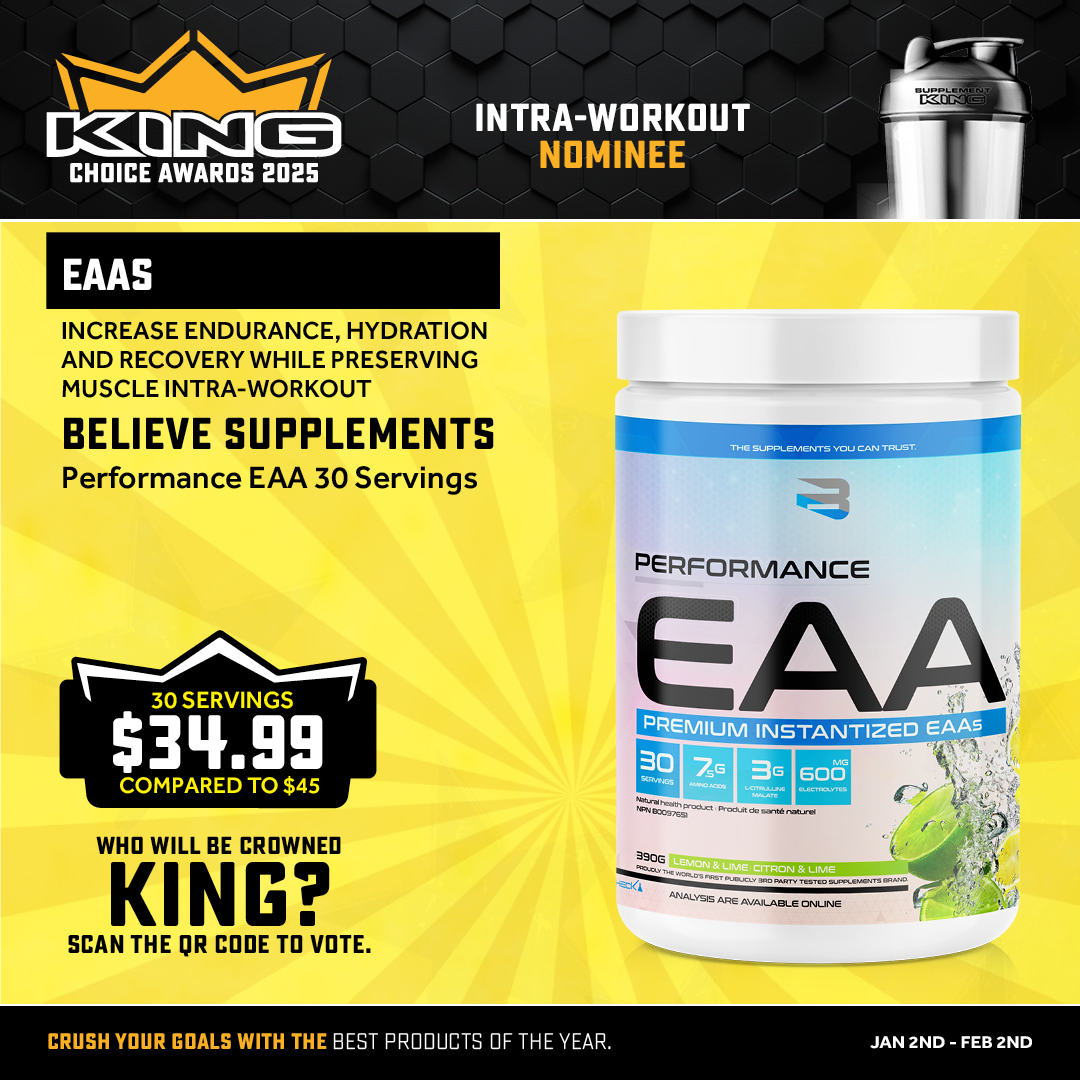 KING
CHOICE AWARDS 2025
INTRA-WORKOUT
NOMINEE
SUPPLEMENT
KING
EAAS
INCREASE ENDURANCE, HYDRATION
AND RECOVERY WHILE PRESERVING
MUSCLE INTRA-WORKOUT
BELIEVE SUPPLEMENTS
Performance EAA 30 Servings
30 SERVINGS
$34.99
COMPARED TO $45
WHO WILL BE CROWNED
KING?
SCAN THE QR CODE TO VOTE.
THE SUPPLEMENTS YOU CAN TRUST.
B
PERFORMANCE
EAA
PREMIUM INSTANTIZED EAAs
30 SERVINGS
7.5G AMINO ACIDS
3G L-CITRULLINE MALATE
600MG ELECTROLYTES
Natural health product · Produit de santé naturel
NPN 80097651
390G LEMON & LIME · CITRON & LIME
PROUDLY THE WORLD'S FIRST PUBLICLY 3RD PARTY TESTED SUPPLEMENTS BRAND.
ANALYSIS ARE AVAILABLE ONLINE
CRUSH YOUR GOALS WITH THE BEST PRODUCTS OF THE YEAR.
JAN 2ND - FEB 2ND